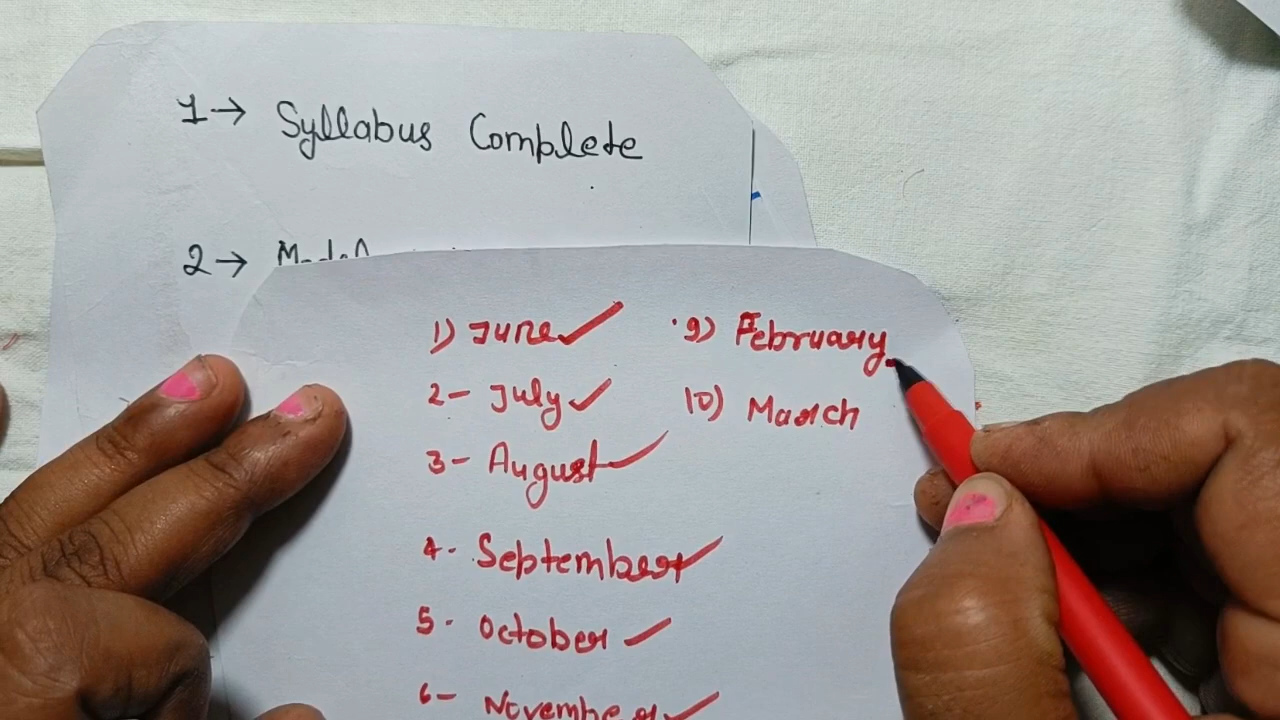 1→ Syllabus Complete
2→ Model
1) June
2- July
3- August
4- September
5- October
6- November
9) February
10) March